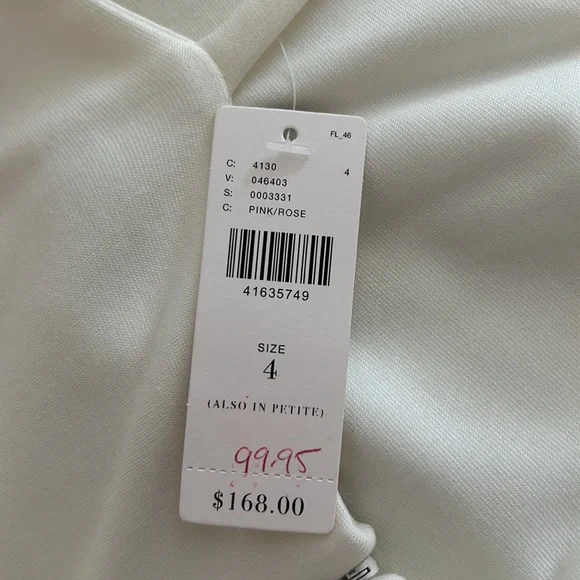 FL_46
C: 4130 4
V: 046403
S: 0003331
C: PINK/ROSE
41635749
SIZE
4
(ALSO IN PETITE)
99.95
$168.00